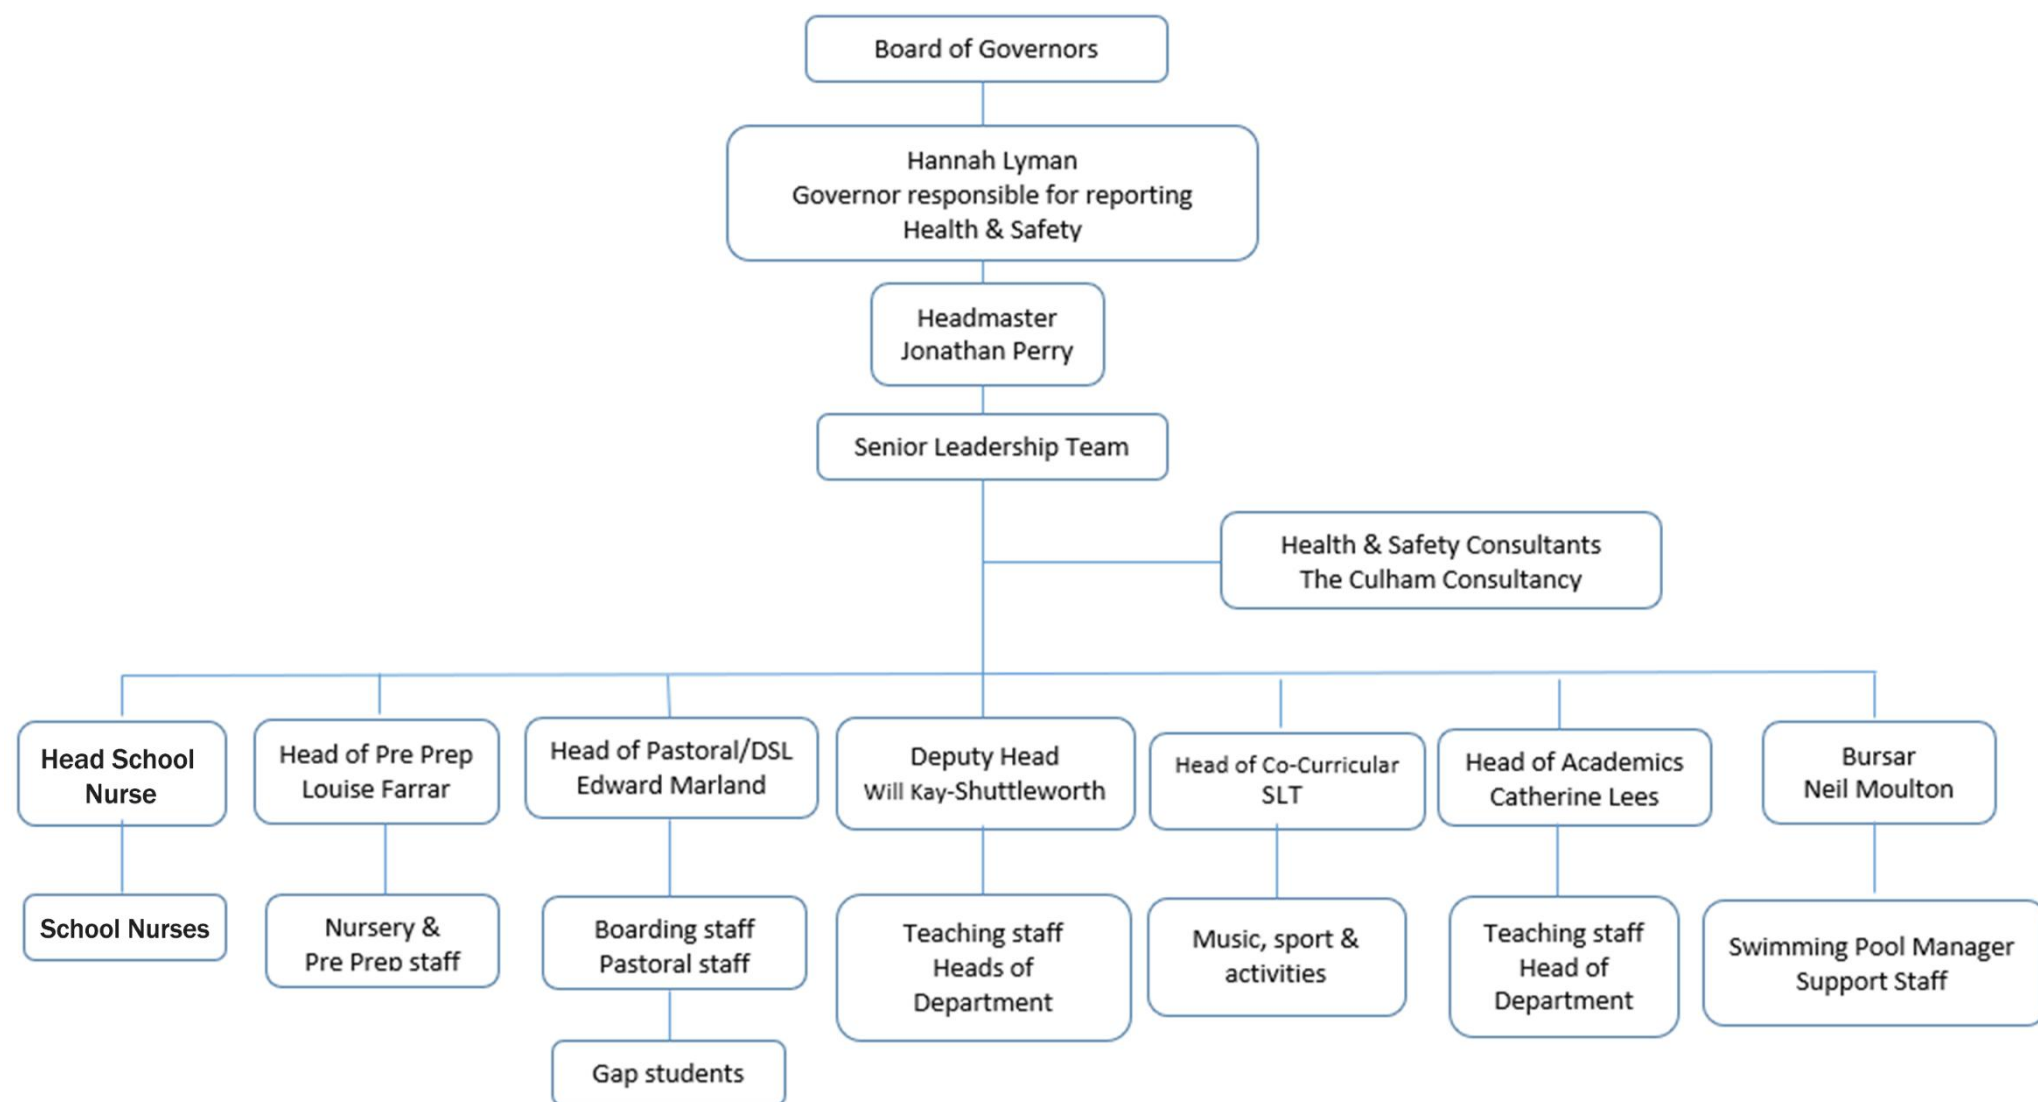 Board of Governors
Hannah Lyman
Governor responsible for reporting
Health & Safety
Headmaster
Jonathan Perry
Senior Leadership Team
Health & Safety Consultants
The Culham Consultancy
Head School
Nurse
Head of Pre Prep
Louise Farrar
Head of Pastoral/DSL
Edward Marland
Deputy Head
Will Kay-Shuttleworth
Head of Co-Curricular
SLT
Head of Academics
Catherine Lees
Bursar
Neil Moulton
School Nurses
Nursery &
Pre Prep staff
Boarding staff
Pastoral staff
Teaching staff
Heads of
Department
Music, sport &
activities
Teaching staff
Head of
Department
Swimming Pool Manager
Support Staff
Gap students